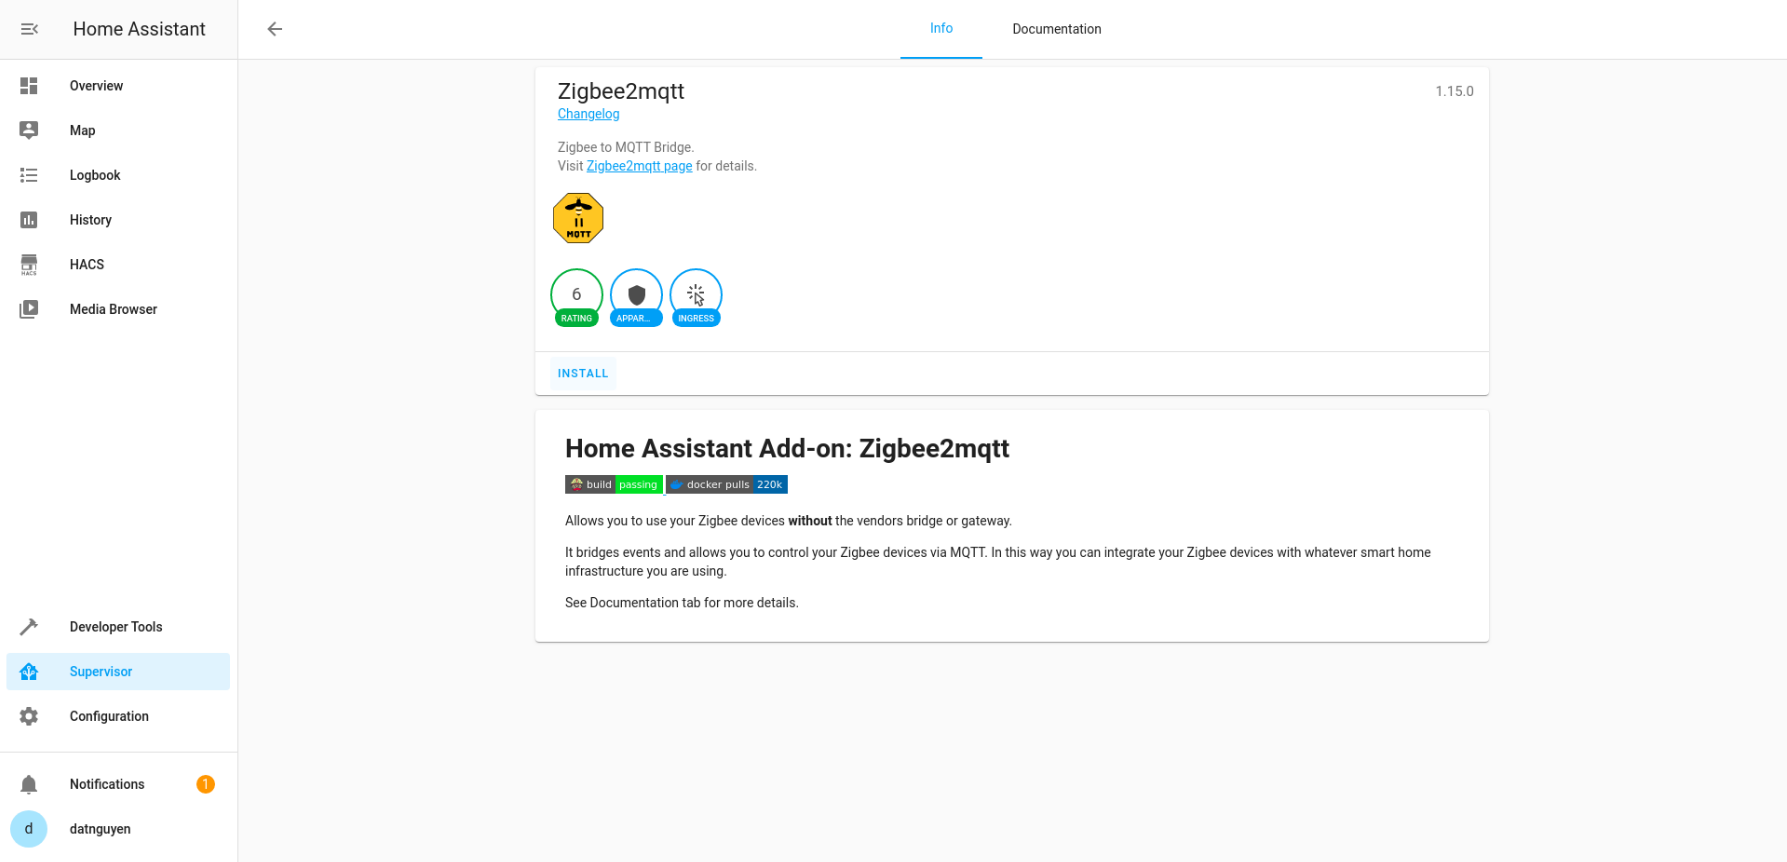 Home Assistant
Info
Documentation
Overview
Map
Logbook
History
HACS
HACS
Media Browser
Developer Tools
Supervisor
Configuration
Notifications
1
d
datnguyen
Zigbee2mqtt
1.15.0
Changelog
Zigbee to MQTT Bridge.
Visit Zigbee2mqtt page for details.
MQTT
6
RATING
APPAR...
INGRESS
INSTALL
Home Assistant Add-on: Zigbee2mqtt
build passing docker pulls 220k
Allows you to use your Zigbee devices without the vendors bridge or gateway.
It bridges events and allows you to control your Zigbee devices via MQTT. In this way you can integrate your Zigbee devices with whatever smart home
infrastructure you are using.
See Documentation tab for more details.